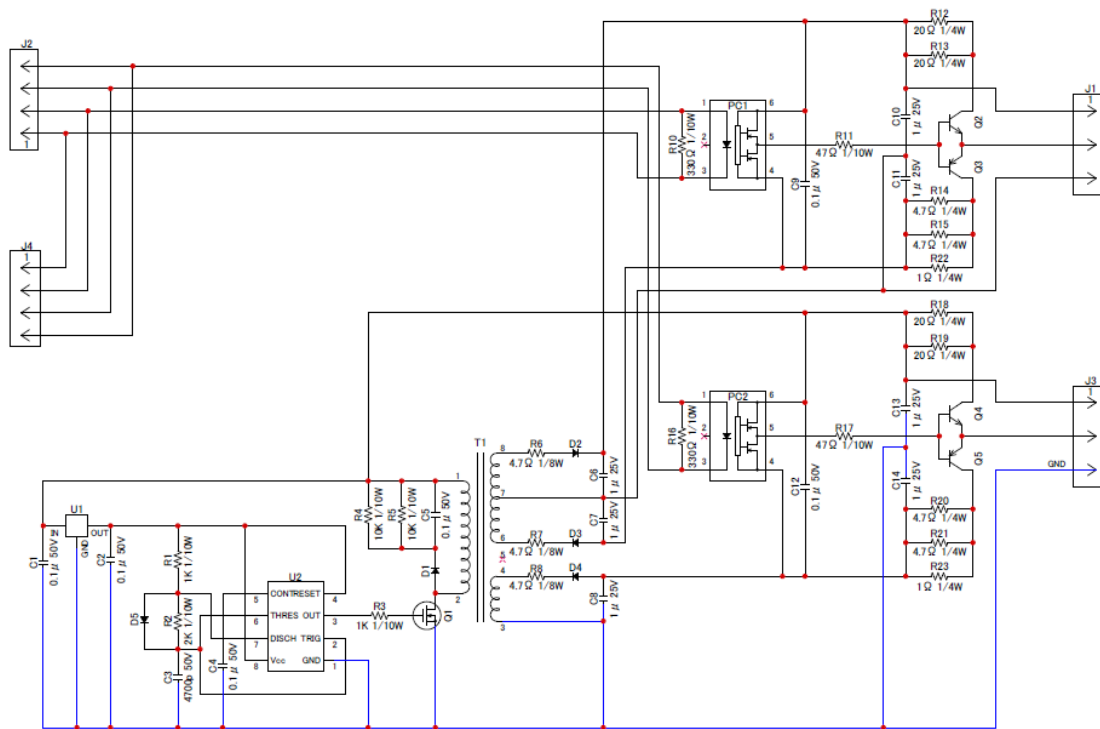 J2
1
J4
1
R12
20Ω 1/4W
R13
20Ω 1/4W
J1
1
C10
1μ 25V
Q2
PC1
1
2
3
6
5
4
R10
330Ω 1/10W
R11
47Ω 1/10W
C9
0.1μ 50V
C11
1μ 25V
Q3
R14
4.7Ω 1/4W
R15
4.7Ω 1/4W
R22
1Ω 1/4W
R18
20Ω 1/4W
R19
20Ω 1/4W
J3
1
GND
C13
1μ 25V
Q4
PC2
1
2
3
6
5
4
R16
330Ω 1/10W
R17
47Ω 1/10W
C12
0.1μ 50V
C14
1μ 25V
Q5
R20
4.7Ω 1/4W
R21
4.7Ω 1/4W
R23
1Ω 1/4W
T1
1
2
8
7
6
5
4
3
R6
4.7Ω 1/8W
D2
C6
1μ 25V
C7
1μ 25V
R7
4.7Ω 1/8W
D3
R8
4.7Ω 1/8W
D4
C8
1μ 25V
R4
10K 1/10W
R5
10K 1/10W
C5
0.1μ 50V
D1
Q1
R3
1K 1/10W
U1
IN
OUT
GND
C1
0.1μ 50V
C2
0.1μ 50V
R1
1K 1/10W
D5
R2
2K 1/10W
C3
4700p 50V
C4
0.1μ 50V
U2
5 CONT RESET 4
6 THRES OUT 3
7 DISCH TRIG 2
8 Vcc GND 1